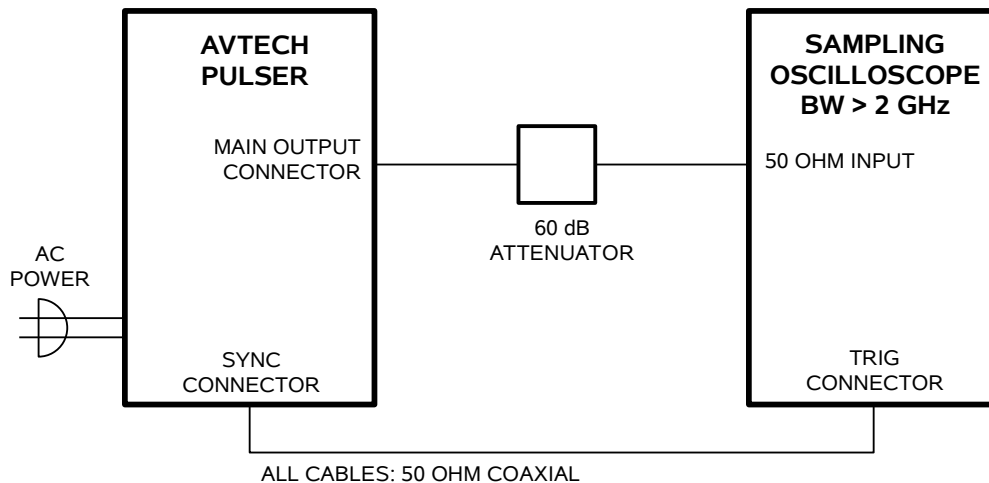 AVTECH
PULSER
MAIN OUTPUT
CONNECTOR
SYNC
CONNECTOR
AC
POWER
60 dB
ATTENUATOR
SAMPLING
OSCILLOSCOPE
BW > 2 GHz
50 OHM INPUT
TRIG
CONNECTOR
ALL CABLES: 50 OHM COAXIAL